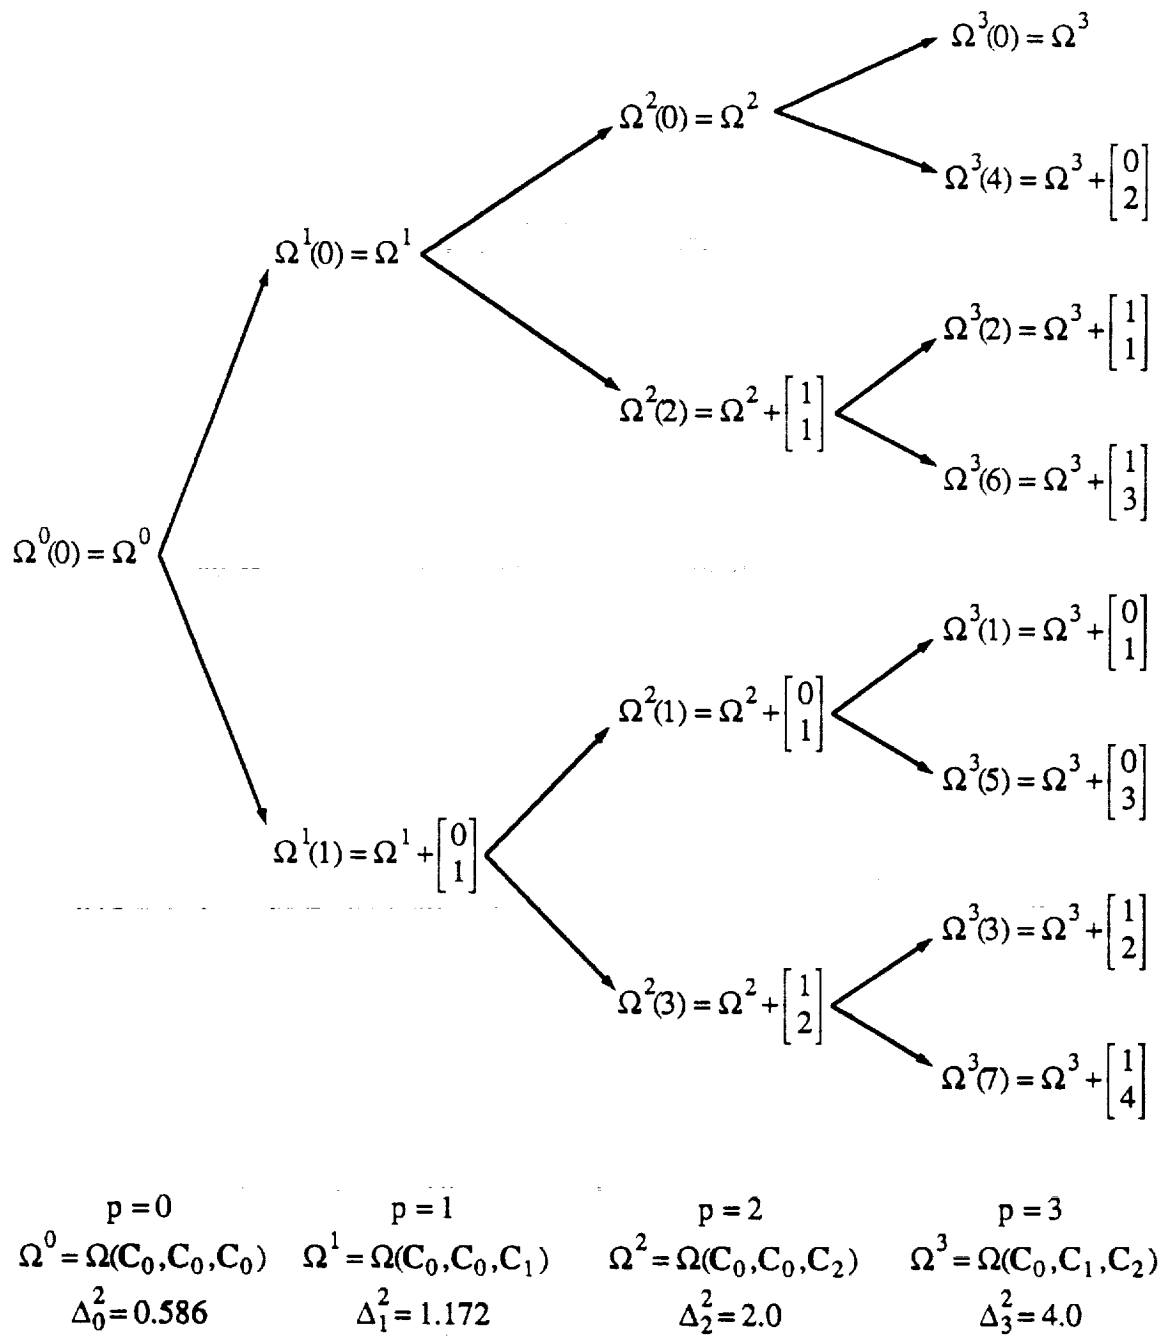 Ω³(0) = Ω³
Ω²(0) = Ω²
Ω³(4) = Ω³ + [0 2]
Ω¹(0) = Ω¹
Ω³(2) = Ω³ + [1 1]
Ω²(2) = Ω² + [1 1]
Ω³(6) = Ω³ + [1 3]
Ω⁰(0) = Ω⁰
Ω³(1) = Ω³ + [0 1]
Ω²(1) = Ω² + [0 1]
Ω³(5) = Ω³ + [0 3]
Ω¹(1) = Ω¹ + [0 1]
Ω³(3) = Ω³ + [1 2]
Ω²(3) = Ω² + [1 2]
Ω³(7) = Ω³ + [1 4]
p = 0 p = 1 p = 2 p = 3
Ω⁰ = Ω(C₀,C₀,C₀) Ω¹ = Ω(C₀,C₀,C₁) Ω² = Ω(C₀,C₀,C₂) Ω³ = Ω(C₀,C₁,C₂)
Δ₀² = 0.586 Δ₁² = 1.172 Δ₂² = 2.0 Δ₃² = 4.0